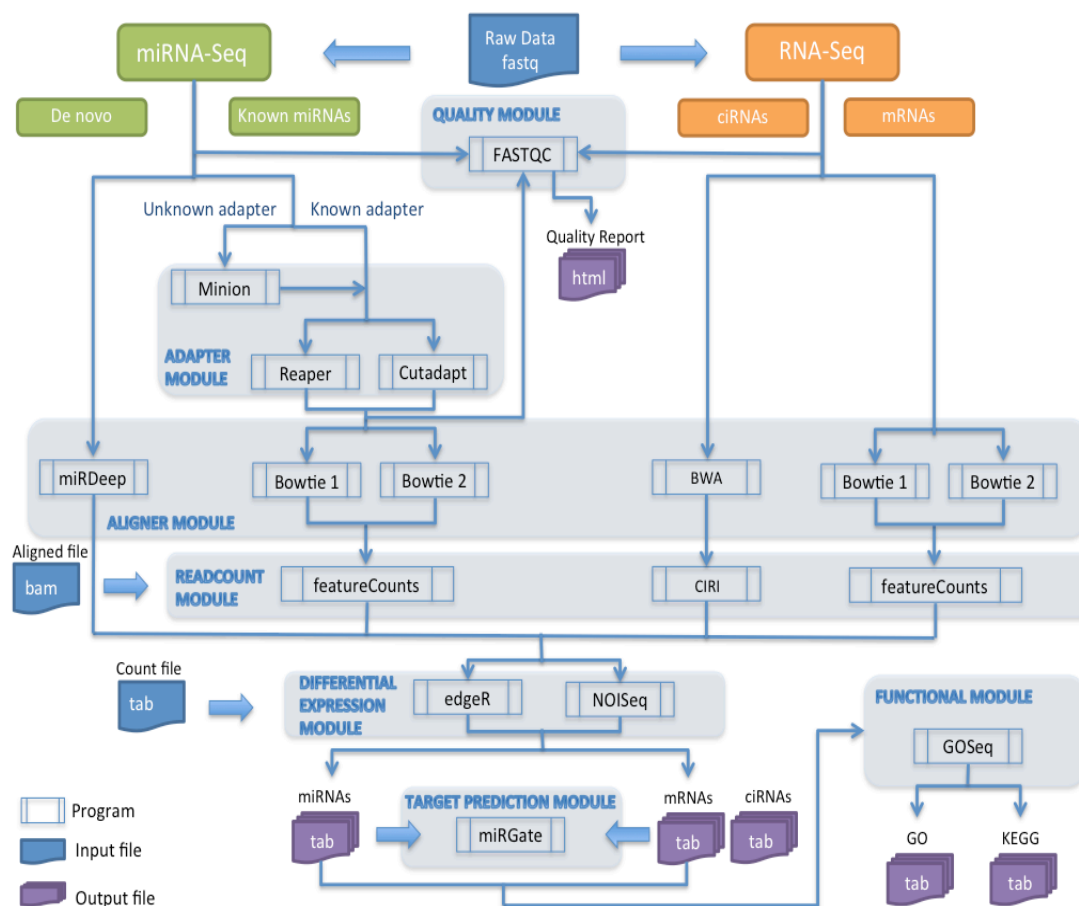 Raw Data
fastq
miRNA-Seq
RNA-Seq
De novo
Known miRNAs
ciRNAs
mRNAs
QUALITY MODULE
FASTQC
Unknown adapter
Known adapter
Quality Report
html
Minion
ADAPTER
MODULE
Reaper
Cutadapt
miRDeep
Bowtie 1
Bowtie 2
BWA
Bowtie 1
Bowtie 2
ALIGNER MODULE
Aligned file
bam
READCOUNT
MODULE
featureCounts
CIRI
featureCounts
Count file
tab
DIFFERENTIAL
EXPRESSION
MODULE
edgeR
NOISeq
FUNCTIONAL MODULE
GOSeq
miRNAs
tab
TARGET PREDICTION MODULE
miRGate
mRNAs
tab
ciRNAs
tab
GO
tab
KEGG
tab
Program
Input file
Output file